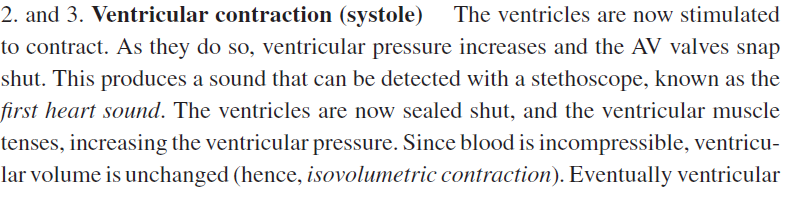 2. and 3. Ventricular contraction (systole) The ventricles are now stimulated
to contract. As they do so, ventricular pressure increases and the AV valves snap
shut. This produces a sound that can be detected with a stethoscope, known as the
first heart sound. The ventricles are now sealed shut, and the ventricular muscle
tenses, increasing the ventricular pressure. Since blood is incompressible, ventricu-
lar volume is unchanged (hence, isovolumetric contraction). Eventually ventricular